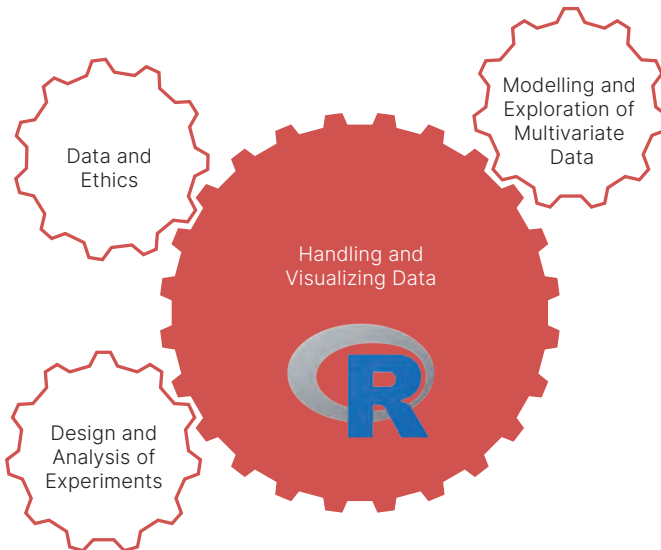 Modelling and
Exploration of
Multivariate
Data
Data and
Ethics
Handling and
Visualizing Data
R
Design and
Analysis of
Experiments